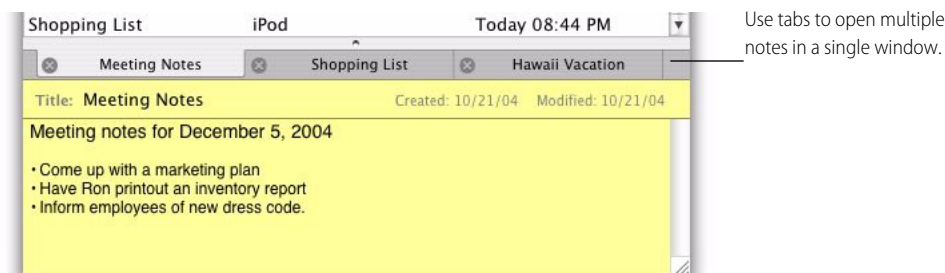 Shopping List iPod Today 08:44 PM
Use tabs to open multiple
notes in a single window.
Meeting Notes Shopping List Hawaii Vacation
Title: Meeting Notes Created: 10/21/04 Modified: 10/21/04
Meeting notes for December 5, 2004
• Come up with a marketing plan
• Have Ron printout an inventory report
• Inform employees of new dress code.